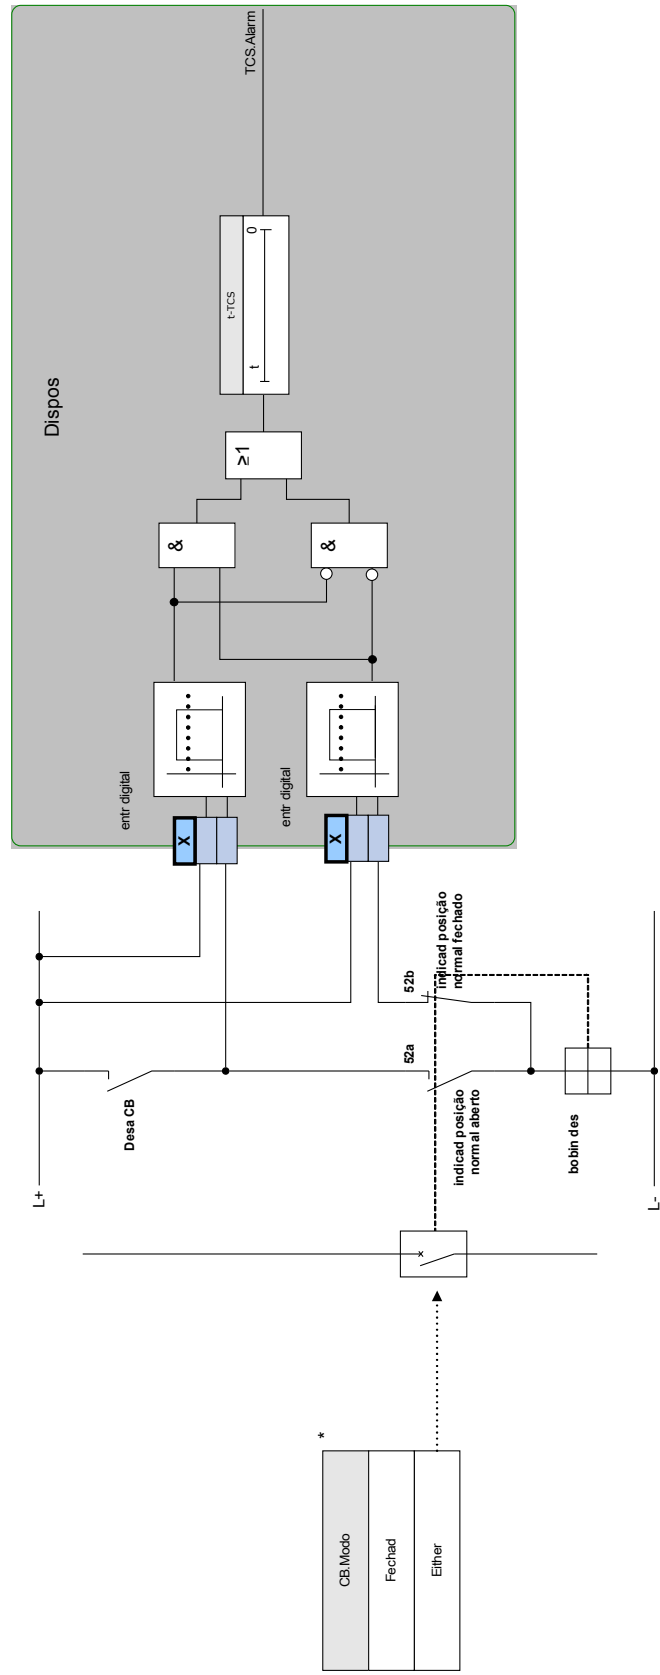 CB.Modo
Fechad
Either
*
L+
L-
Desa CB
52a
indicad posição
normal aberto
bobin des
52b
indicad posição
normal fechado
entr digital
X
entr digital
X
&
&
≥1
t-TCS
t
0
Dispos
TCS.Alarm